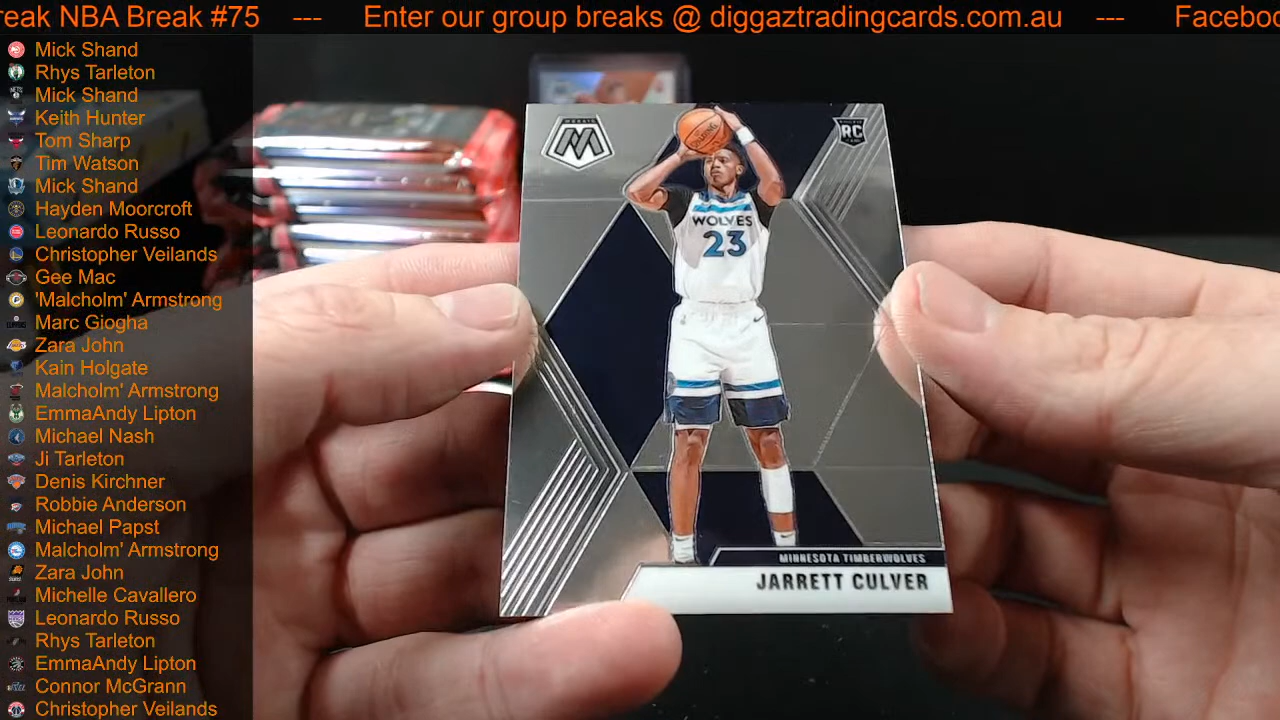 reak NBA Break #75 --- Enter our group breaks @ diggaztradingcards.com.au --- Faceboo
Mick Shand
Rhys Tarleton
Mick Shand
Keith Hunter
Tom Sharp
Tim Watson
Mick Shand
Hayden Moorcroft
Leonardo Russo
Christopher Veilands
Gee Mac
'Malcholm' Armstrong
Marc Giogha
Zara John
Kain Holgate
Malcholm' Armstrong
EmmaAndy Lipton
Michael Nash
Ji Tarleton
Denis Kirchner
Robbie Anderson
Michael Papst
Malcholm' Armstrong
Zara John
Michelle Cavallero
Leonardo Russo
Rhys Tarleton
EmmaAndy Lipton
Connor McGrann
Christopher Veilands
MOSAIC
M
RC
SPALDING
WOLVES
23
MINNESOTA TIMBERWOLVES
JARRETT CULVER